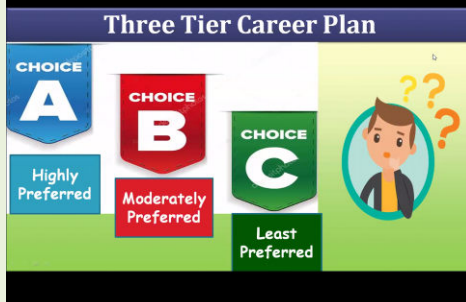 Three Tier Career Plan
CHOICE
A
Highly
Preferred
CHOICE
B
Moderately
Preferred
CHOICE
C
Least
Preferred
? ? ?